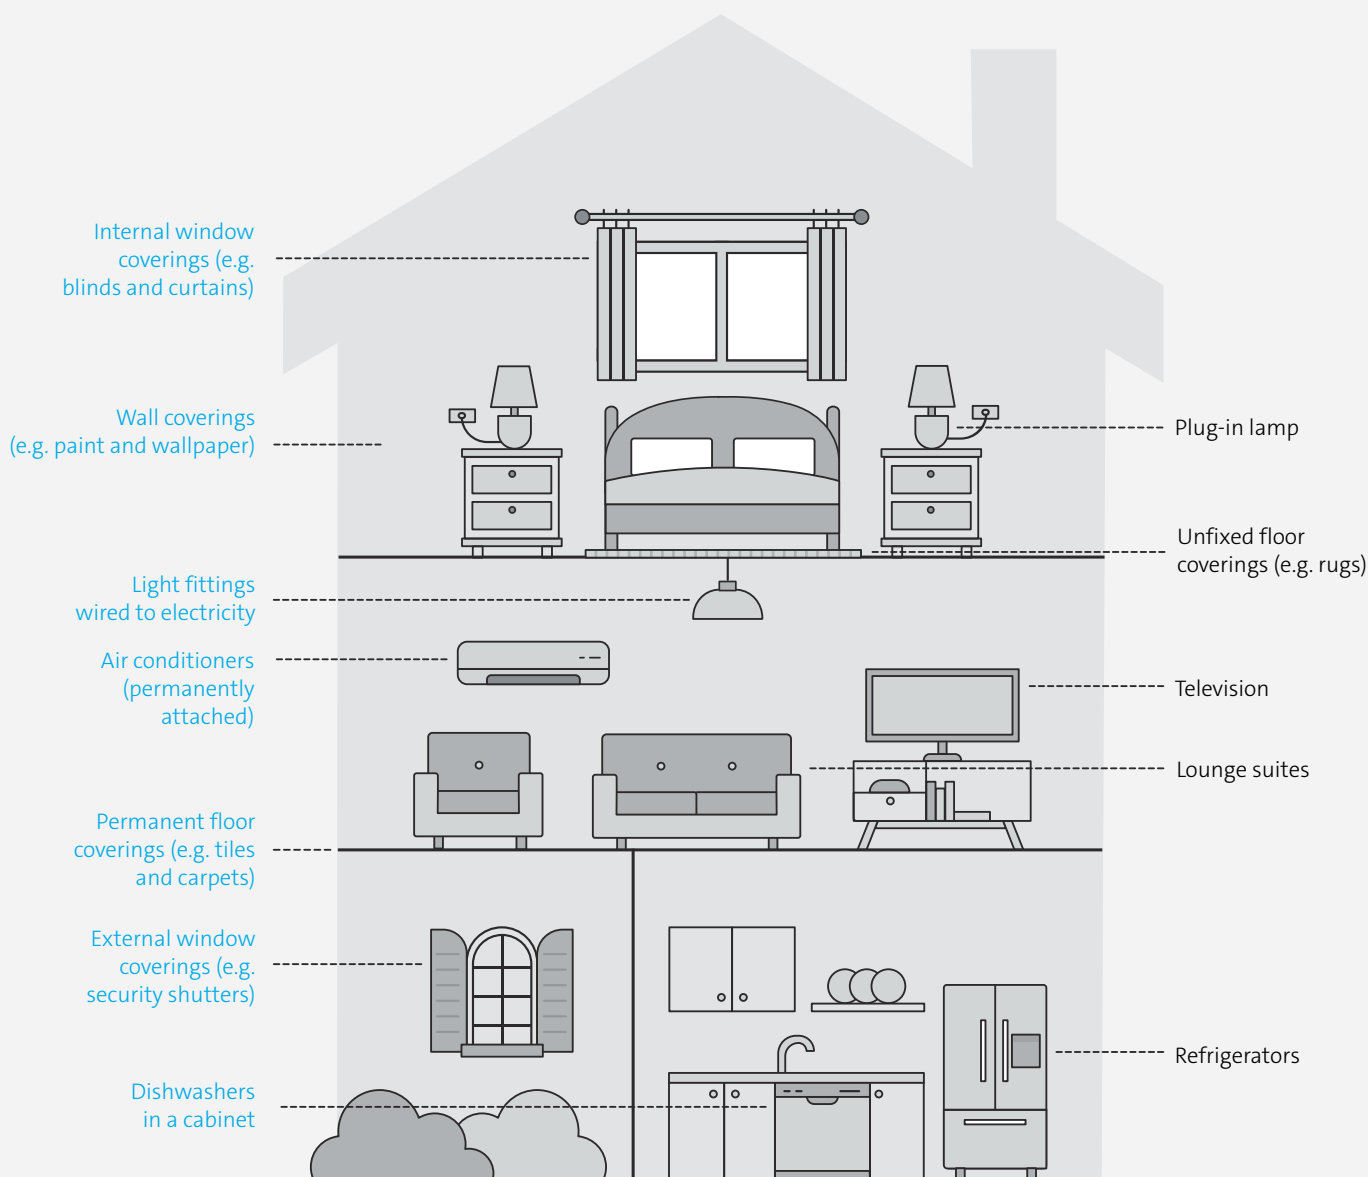 Internal window
coverings (e.g.
blinds and curtains)
Wall coverings
(e.g. paint and wallpaper)
Light fittings
wired to electricity
Air conditioners
(permanently
attached)
Permanent floor
coverings (e.g. tiles
and carpets)
External window
coverings (e.g.
security shutters)
Dishwashers
in a cabinet
Plug-in lamp
Unfixed floor
coverings (e.g. rugs)
Television
Lounge suites
Refrigerators